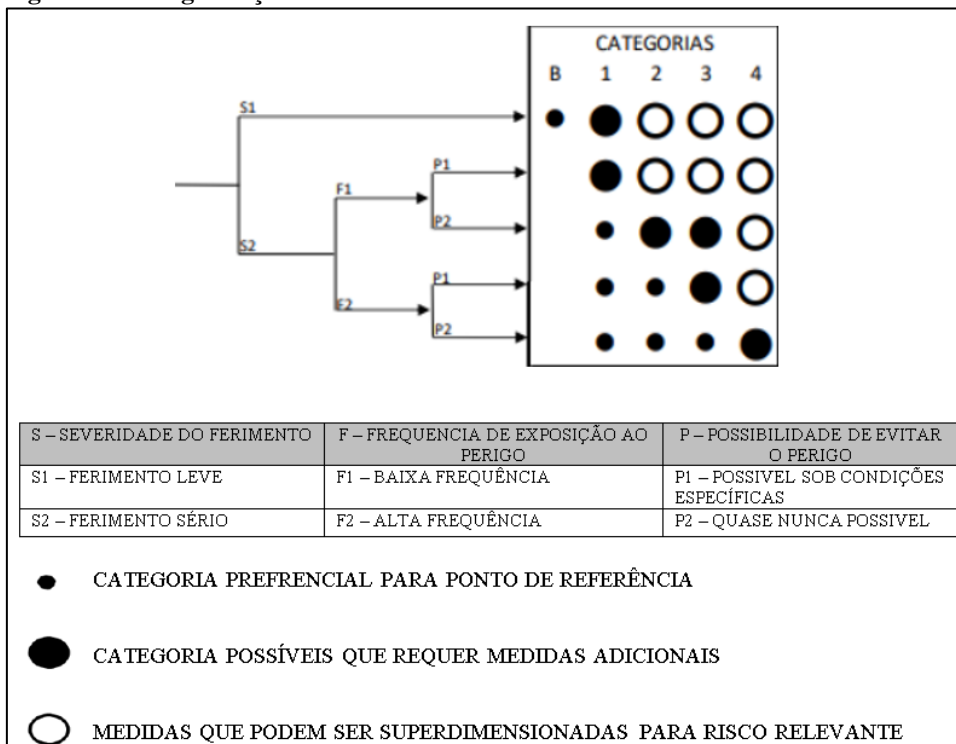 CATEGORIAS
B 1 2 3 4
S1
P1
F1
P2
S2
P1
F2
P2
S – SEVERIDADE DO FERIMENTO
F – FREQUENCIA DE EXPOSIÇÃO AO
PERIGO
P – POSSIBILIDADE DE EVITAR
O PERIGO
S1 – FERIMENTO LEVE
F1 – BAIXA FREQUÊNCIA
P1 – POSSIVEL SOB CONDIÇÕES
ESPECÍFICAS
S2 – FERIMENTO SÉRIO
F2 – ALTA FREQUÊNCIA
P2 – QUASE NUNCA POSSIVEL
CATEGORIA PREFRENCIAL PARA PONTO DE REFERÊNCIA
CATEGORIA POSSÍVEIS QUE REQUER MEDIDAS ADICIONAIS
MEDIDAS QUE PODEM SER SUPERDIMENSIONADAS PARA RISCO RELEVANTE